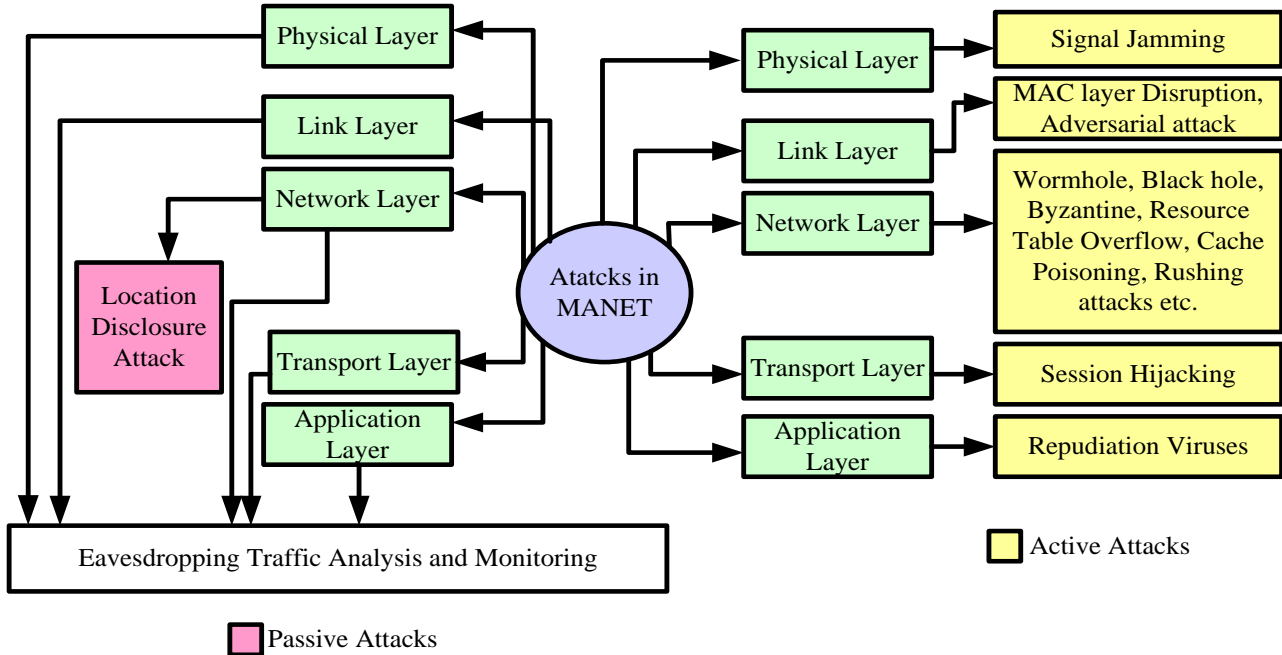 Physical Layer
Link Layer
Network Layer
Location
Disclosure
Attack
Transport Layer
Application
Layer
Eavesdropping Traffic Analysis and Monitoring
Passive Attacks
Atatcks in
MANET
Physical Layer
Link Layer
Network Layer
Transport Layer
Application
Layer
Signal Jamming
MAC layer Disruption,
Adversarial attack
Wormhole, Black hole,
Byzantine, Resource
Table Overflow, Cache
Poisoning, Rushing
attacks etc.
Session Hijacking
Repudiation Viruses
Active Attacks